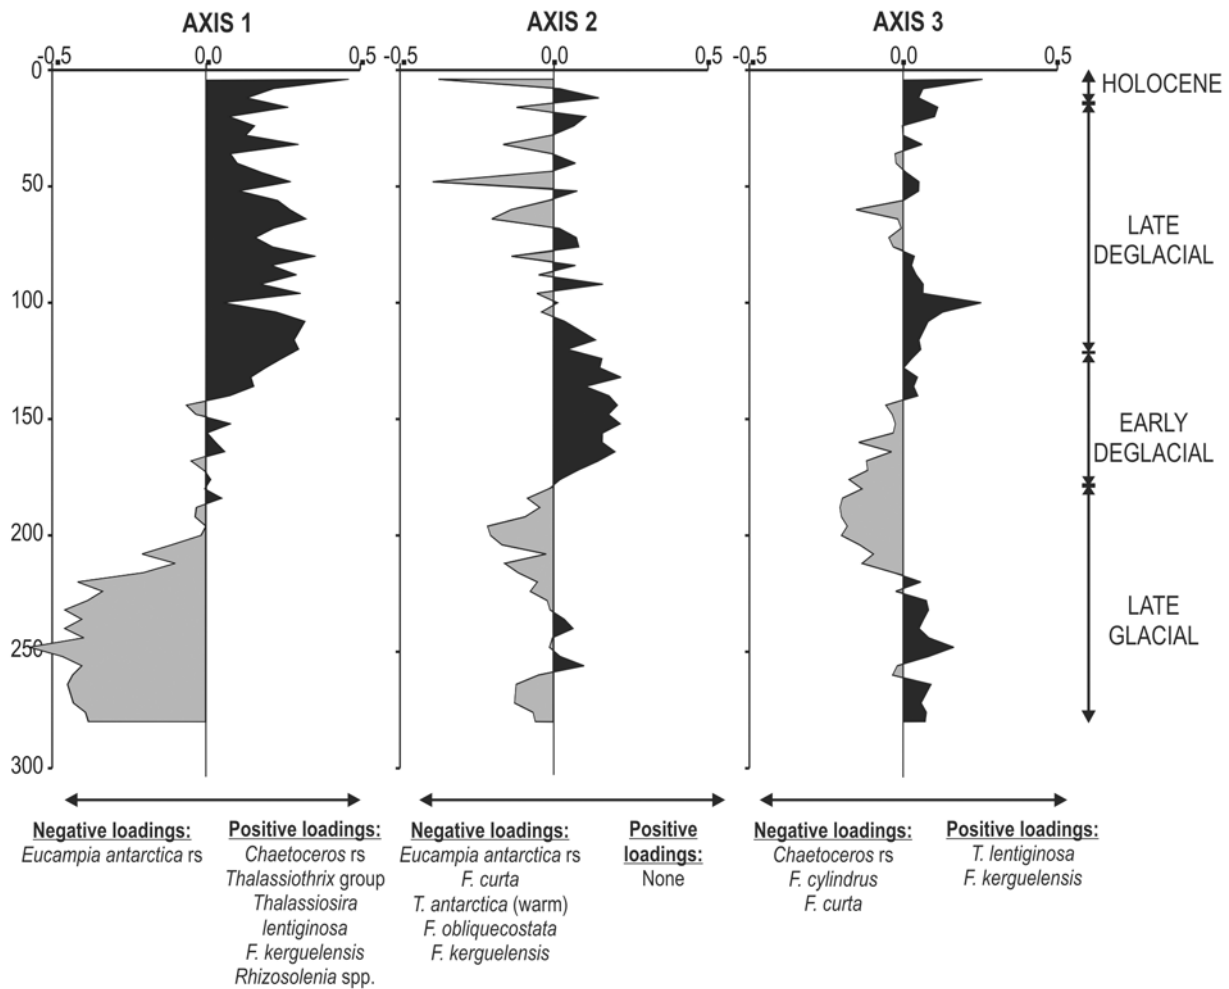 AXIS 1
AXIS 2
AXIS 3
-0.5 0.0 0.5
-0.5 0.0 0.5
-0.5 0.0 0.5
0
50
100
150
200
250
300
HOLOCENE
LATE
DEGLACIAL
EARLY
DEGLACIAL
LATE
GLACIAL
Negative loadings:
Eucampia antarctica rs
Positive loadings:
Chaetoceros rs
Thalassiothrix group
Thalassiosira
lentiginosa
F. kerguelensis
Rhizosolenia spp.
Negative loadings:
Eucampia antarctica rs
F. curta
T. antarctica (warm)
F. obliquecostata
F. kerguelensis
Positive
loadings:
None
Negative loadings:
Chaetoceros rs
F. cylindrus
F. curta
Positive loadings:
T. lentiginosa
F. kerguelensis